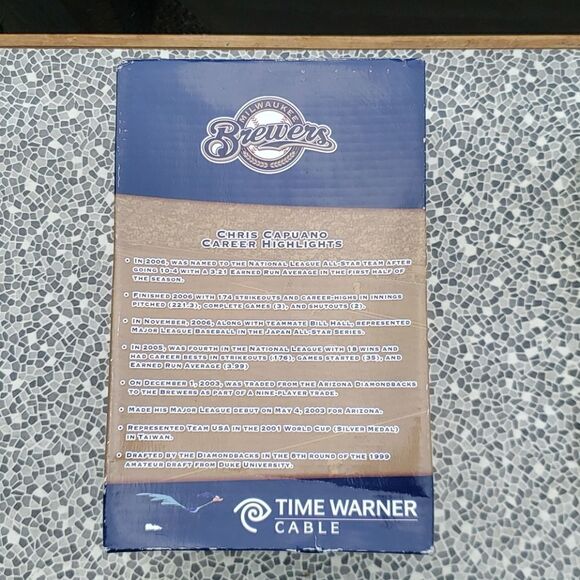 MILWAUKEE
Brewers
CHRIS CAPUANO
CAREER HIGHLIGHTS
• IN 2006, WAS NAMED TO THE NATIONAL LEAGUE ALL-STAR TEAM AFTER
GOING 10-4 WITH A 3.21 EARNED RUN AVERAGE IN THE FIRST HALF OF
THE SEASON.
• FINISHED 2006 WITH 174 STRIKEOUTS AND CAREER-HIGHS IN INNINGS
PITCHED (221.3), COMPLETE GAMES (3), AND SHUTOUTS (2).
• IN NOVEMBER, 2006, ALONG WITH TEAMMATE BILL HALL, REPRESENTED
MAJOR LEAGUE BASEBALL IN THE JAPAN ALL-STAR SERIES.
• IN 2005, WAS FOURTH IN THE NATIONAL LEAGUE WITH 18 WINS AND
HAD CAREER BESTS IN STRIKEOUTS (176), GAMES STARTED (35), AND
EARNED RUN AVERAGE (3.99)
• ON DECEMBER 1, 2003, WAS TRADED FROM THE ARIZONA DIAMONDBACKS
TO THE BREWERS AS PART OF A NINE-PLAYER TRADE.
• MADE HIS MAJOR LEAGUE DEBUT ON MAY 4, 2003 FOR ARIZONA.
• REPRESENTED TEAM USA IN THE 2001 WORLD CUP (SILVER MEDAL)
IN TAIWAN.
• DRAFTED BY THE DIAMONDBACKS IN THE 8TH ROUND OF THE 1999
AMATEUR DRAFT FROM DUKE UNIVERSITY.
TIME WARNER
CABLE